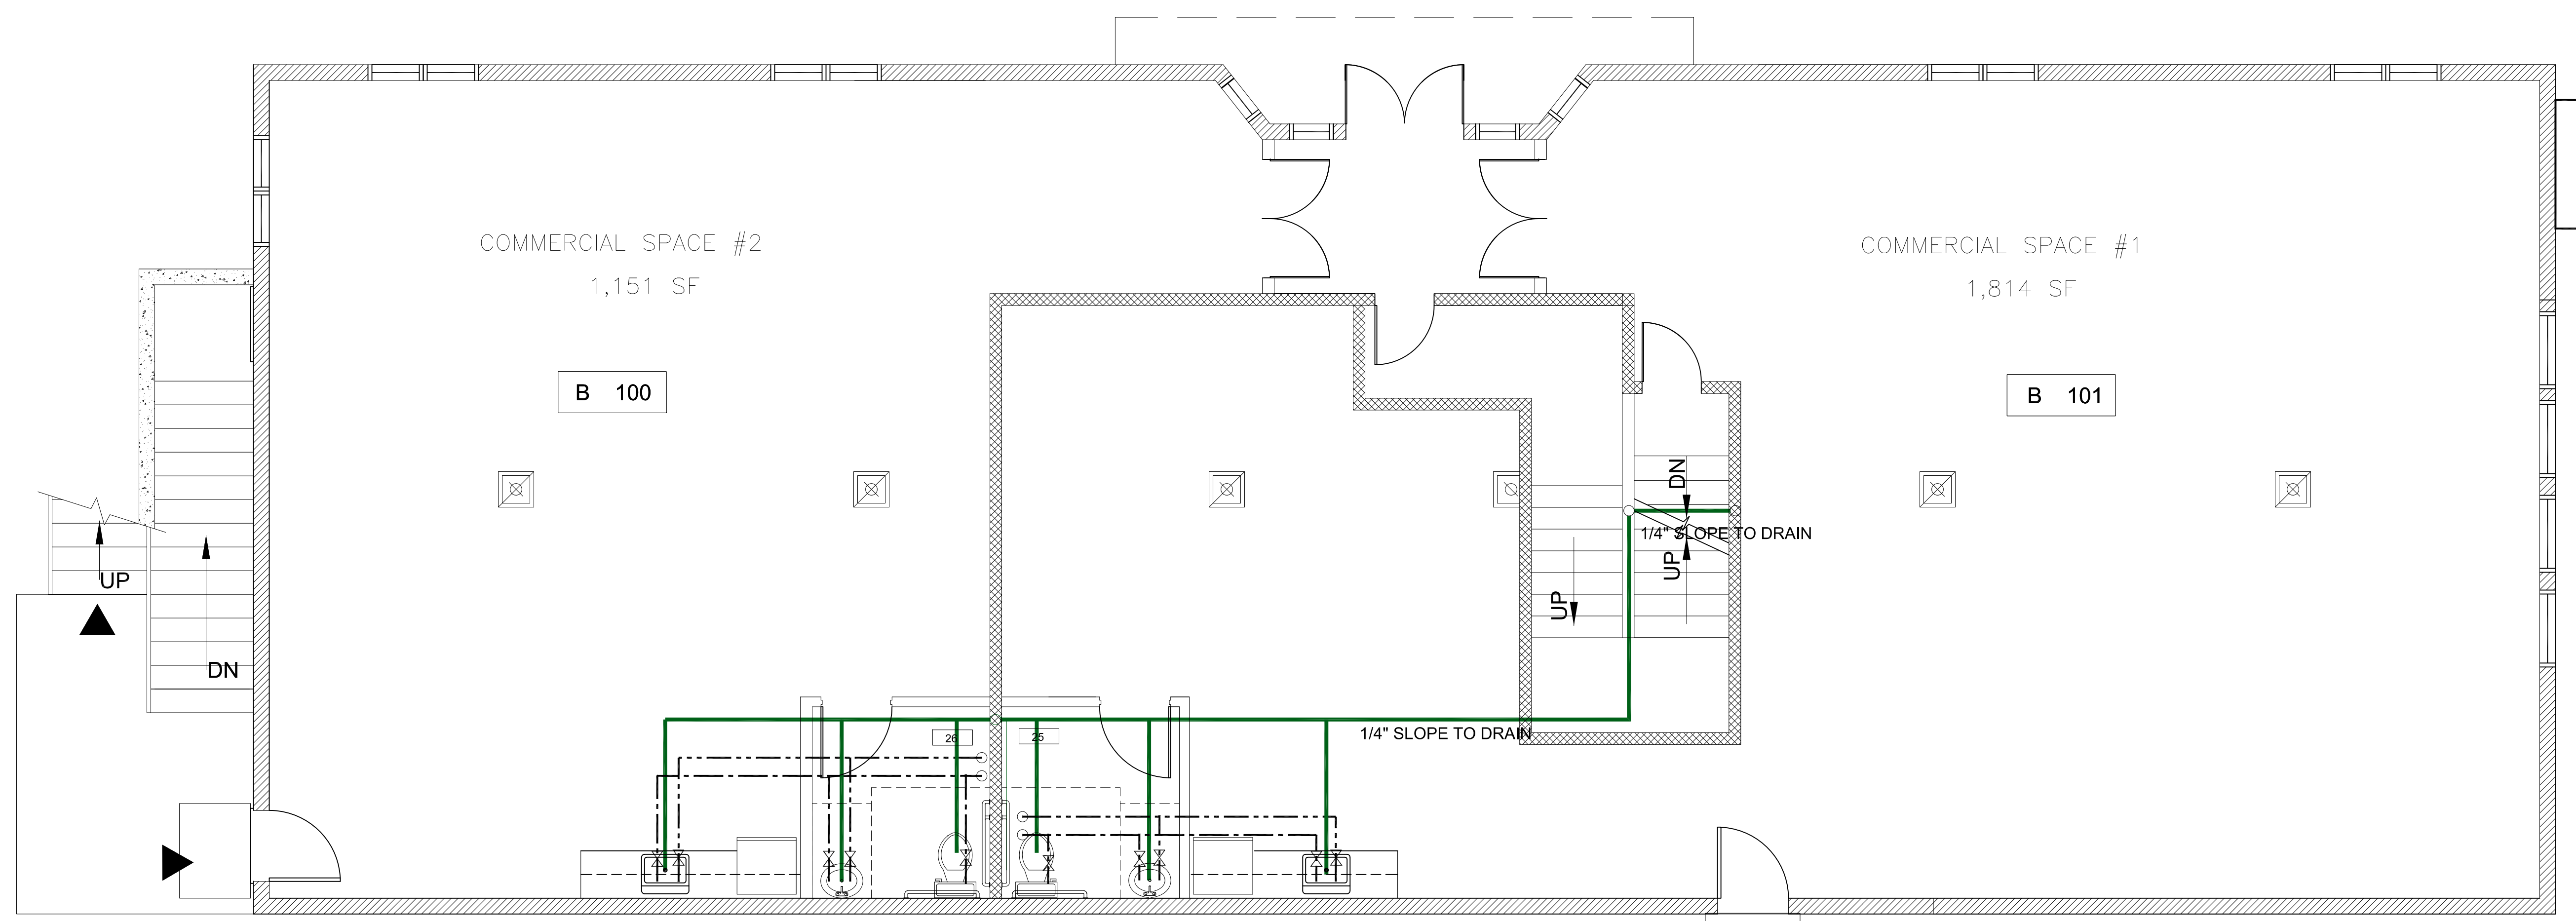 COMMERCIAL SPACE #2
1,151 SF
COMMERCIAL SPACE #1
1,814 SF
B 100
B 101
DN
1/4" SLOPE TO DRAIN
UP
UP
UP
DN
1/4" SLOPE TO DRAIN
26
25